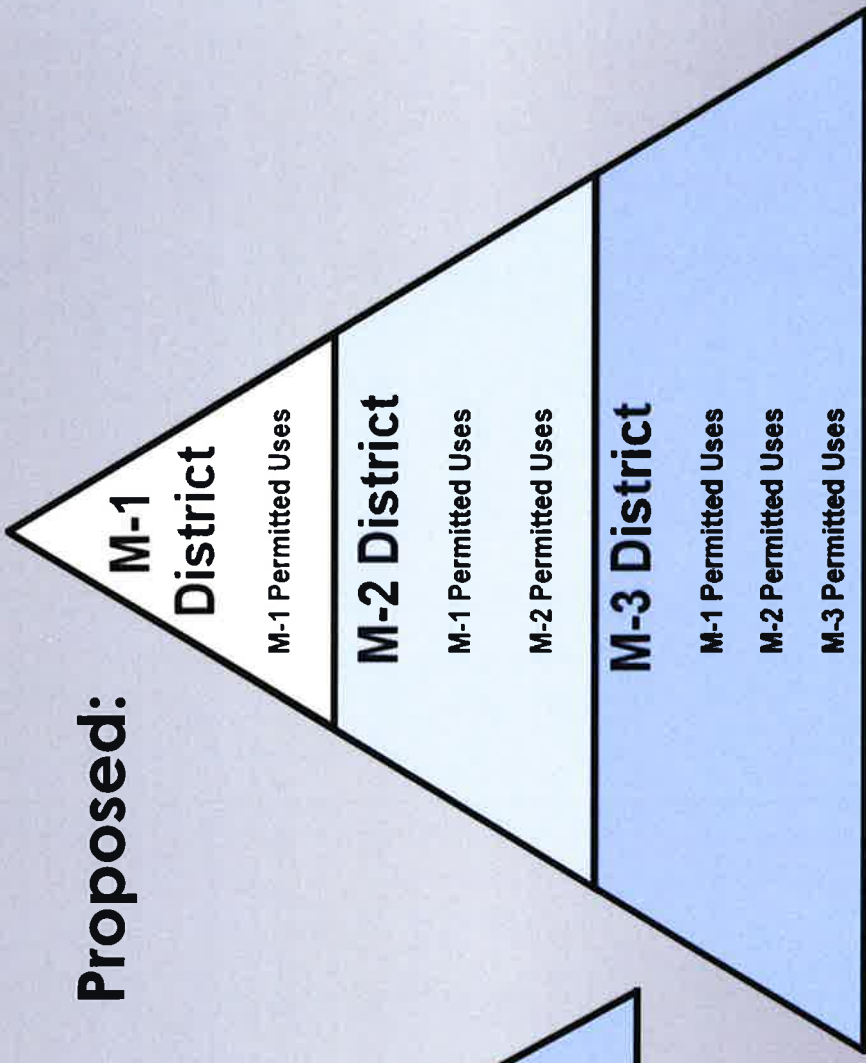 Proposed:
M-1
District
M-1 Permitted Uses
M-2 District
M-1 Permitted Uses
M-2 Permitted Uses
M-3 District
M-1 Permitted Uses
M-2 Permitted Uses
M-3 Permitted Uses